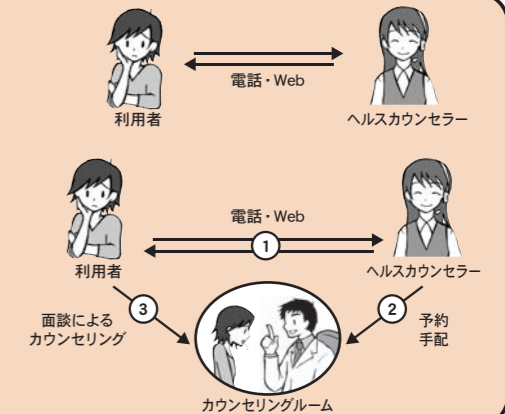 電話・Web
利用者
ヘルスカウンセラー
電話・Web
1
利用者
ヘルスカウンセラー
3
2
面談による
カウンセリング
予約
手配
カウンセリングルーム